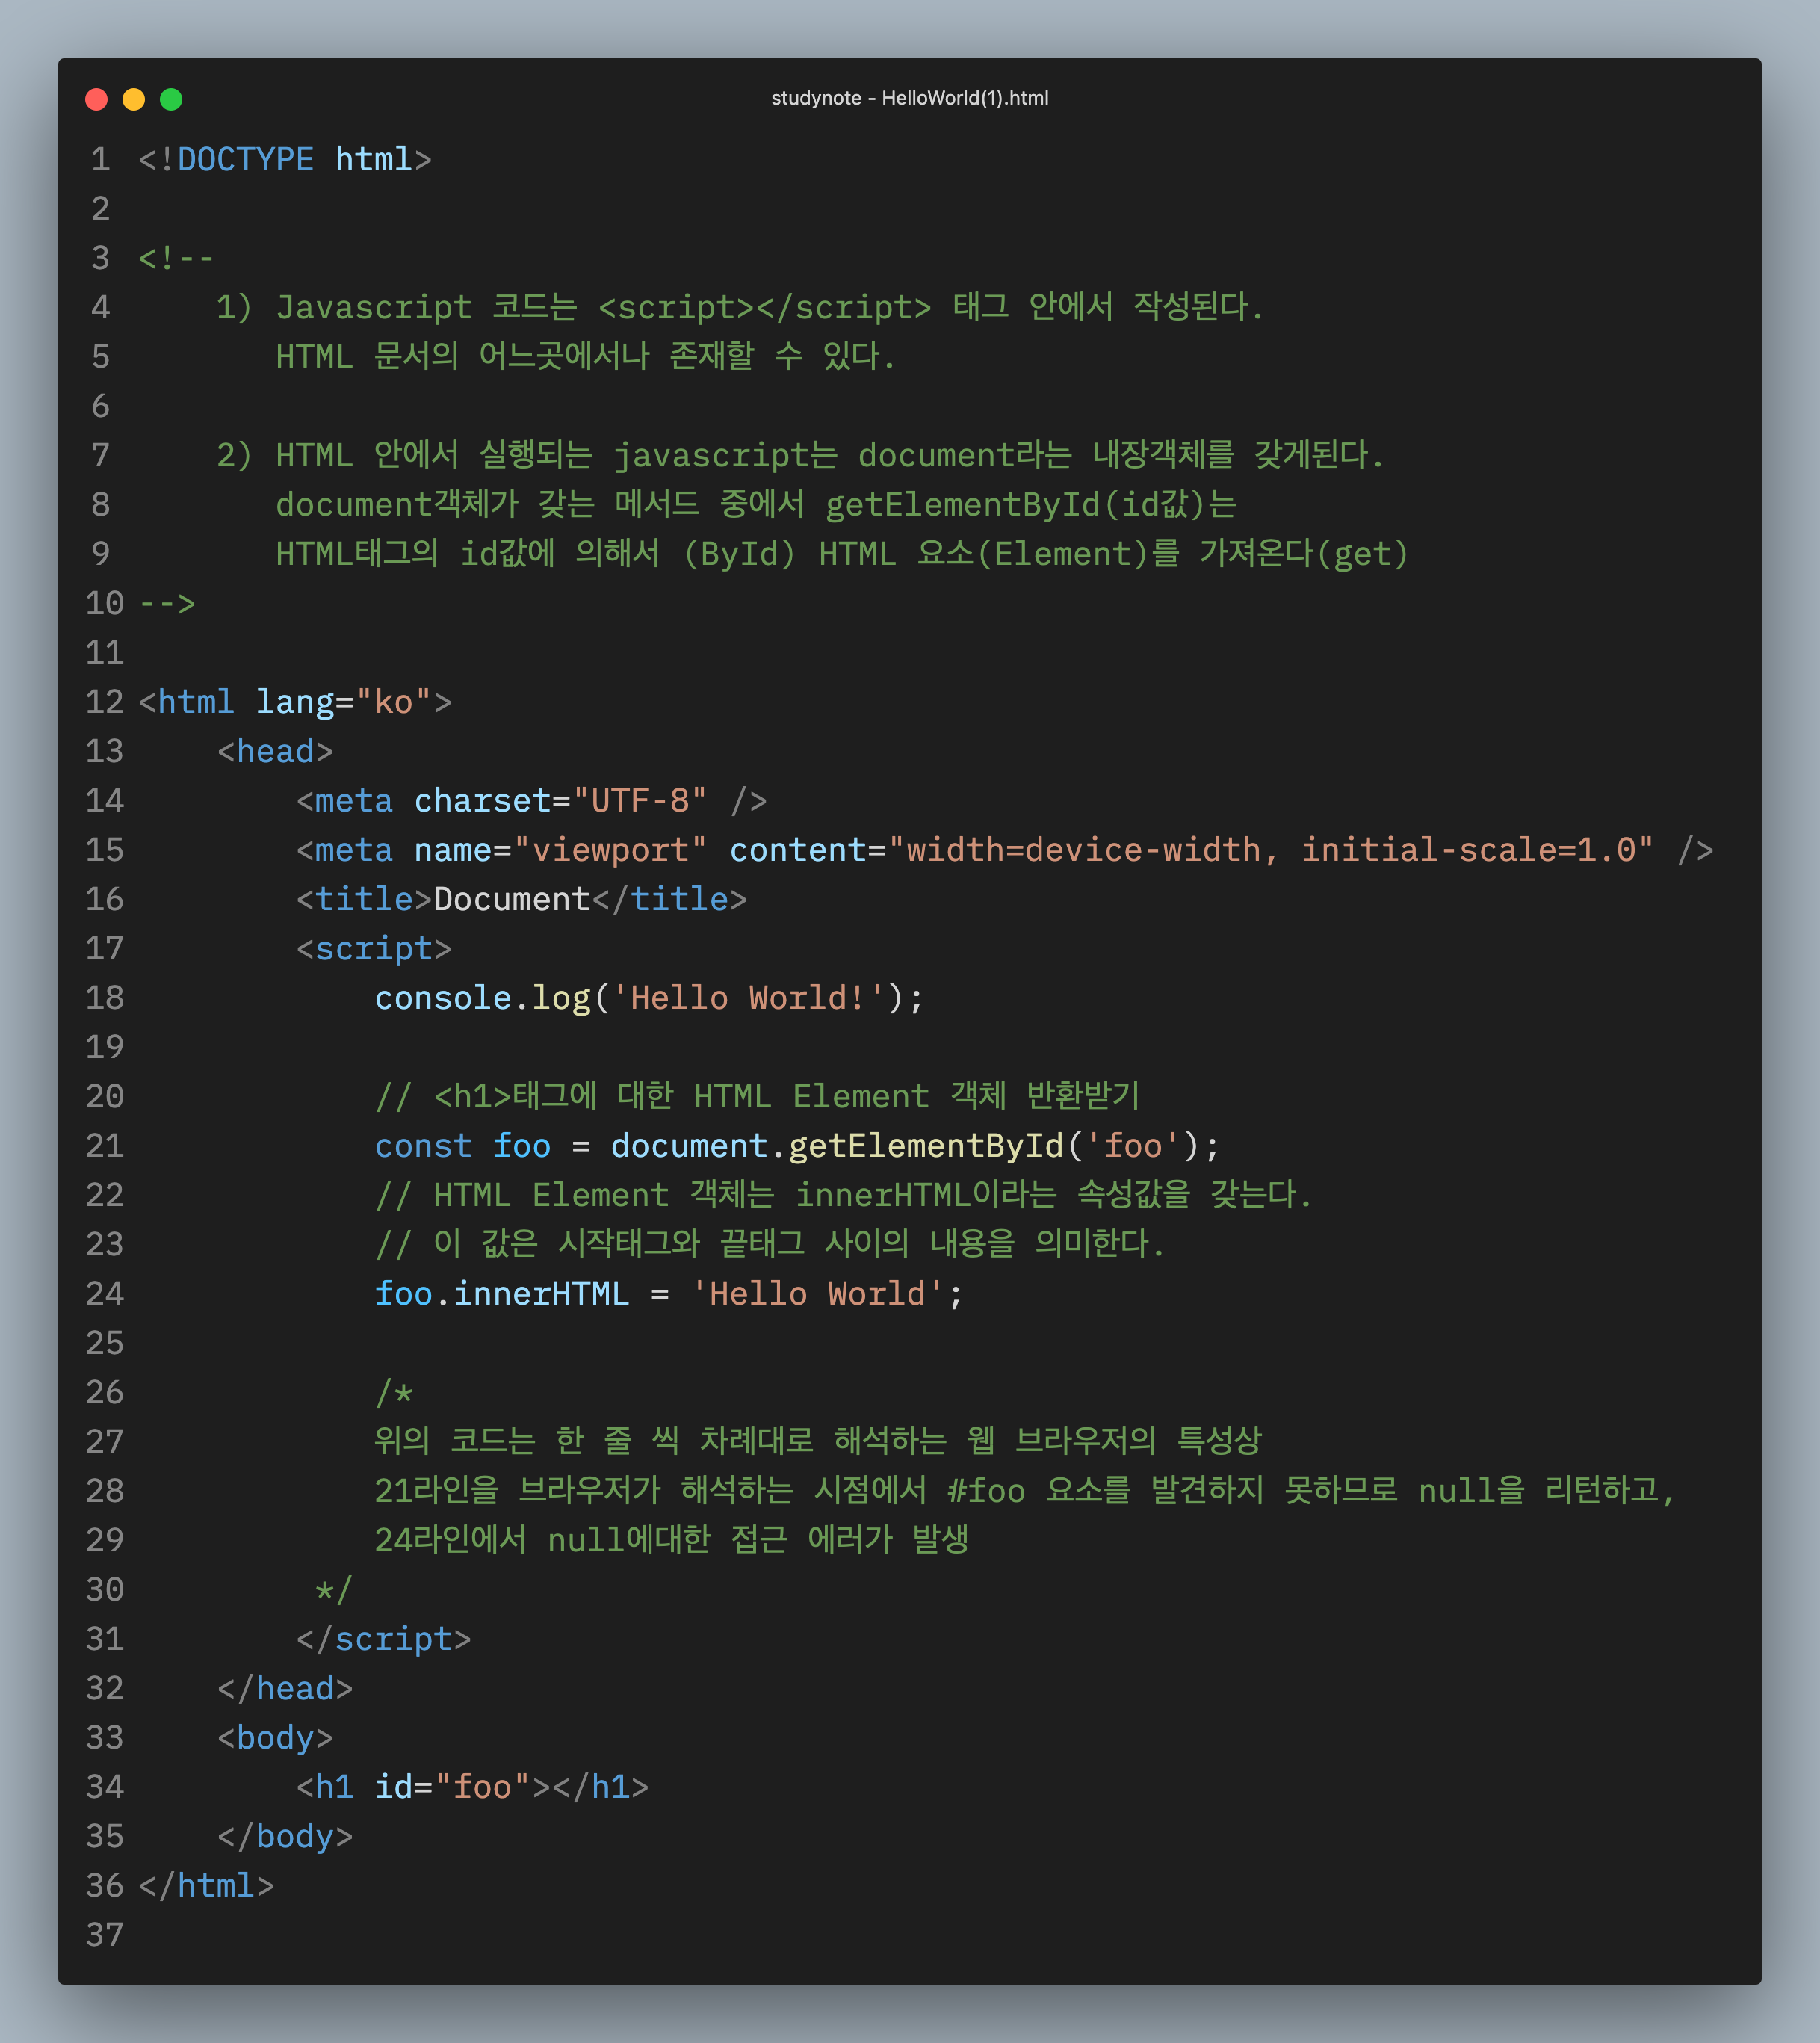 studynote - HelloWorld(1).html
1 <!DOCTYPE html>
2
3 <!--
4     1) Javascript 코드는 <script></script> 태그 안에서 작성된다.
5        HTML 문서의 어느곳에서나 존재할 수 있다.
6
7     2) HTML 안에서 실행되는 javascript는 document라는 내장객체를 갖게된다.
8        document객체가 갖는 메서드 중에서 getElementById(id값)는
9        HTML태그의 id값에 의해서 (ById) HTML 요소(Element)를 가져온다(get)
10 -->
11
12 <html lang="ko">
13     <head>
14         <meta charset="UTF-8" />
15         <meta name="viewport" content="width=device-width, initial-scale=1.0" />
16         <title>Document</title>
17         <script>
18             console.log('Hello World!');
19
20             // <h1>태그에 대한 HTML Element 객체 반환받기
21             const foo = document.getElementById('foo');
22             // HTML Element 객체는 innerHTML이라는 속성값을 갖는다.
23             // 이 값은 시작태그와 끝태그 사이의 내용을 의미한다.
24             foo.innerHTML = 'Hello World';
25
26             /*
27             위의 코드는 한 줄 씩 차례대로 해석하는 웹 브라우저의 특성상
28             21라인을 브라우저가 해석하는 시점에서 #foo 요소를 발견하지 못하므로 null을 리턴하고,
29             24라인에서 null에대한 접근 에러가 발생
30          */
31         </script>
32     </head>
33     <body>
34         <h1 id="foo"></h1>
35     </body>
36 </html>
37